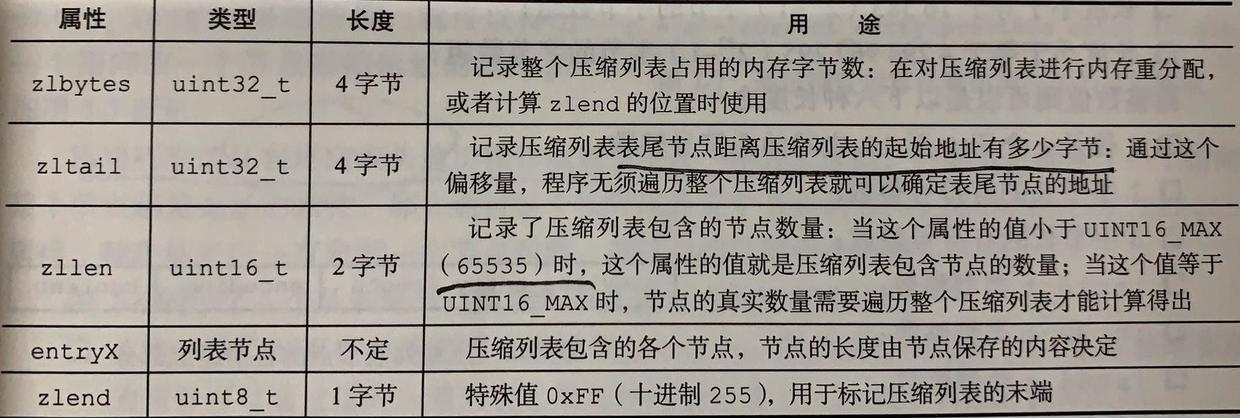 属性 类型 长度 用途
zlbytes uint32_t 4字节 记录整个压缩列表占用的内存字节数：在对压缩列表进行内存重分配，
或者计算 zlend 的位置时使用
zltail uint32_t 4字节 记录压缩列表表尾节点距离压缩列表的起始地址有多少字节：通过这个
偏移量，程序无须遍历整个压缩列表就可以确定表尾节点的地址
zllen uint16_t 2字节 记录了压缩列表包含的节点数量：当这个属性的值小于 UINT16_MAX
（65535）时，这个属性的值就是压缩列表包含节点的数量；当这个值等于
UINT16_MAX 时，节点的真实数量需要遍历整个压缩列表才能计算得出
entryX 列表节点 不定 压缩列表包含的各个节点，节点的长度由节点保存的内容决定
zlend uint8_t 1字节 特殊值 0xFF（十进制 255），用于标记压缩列表的末端